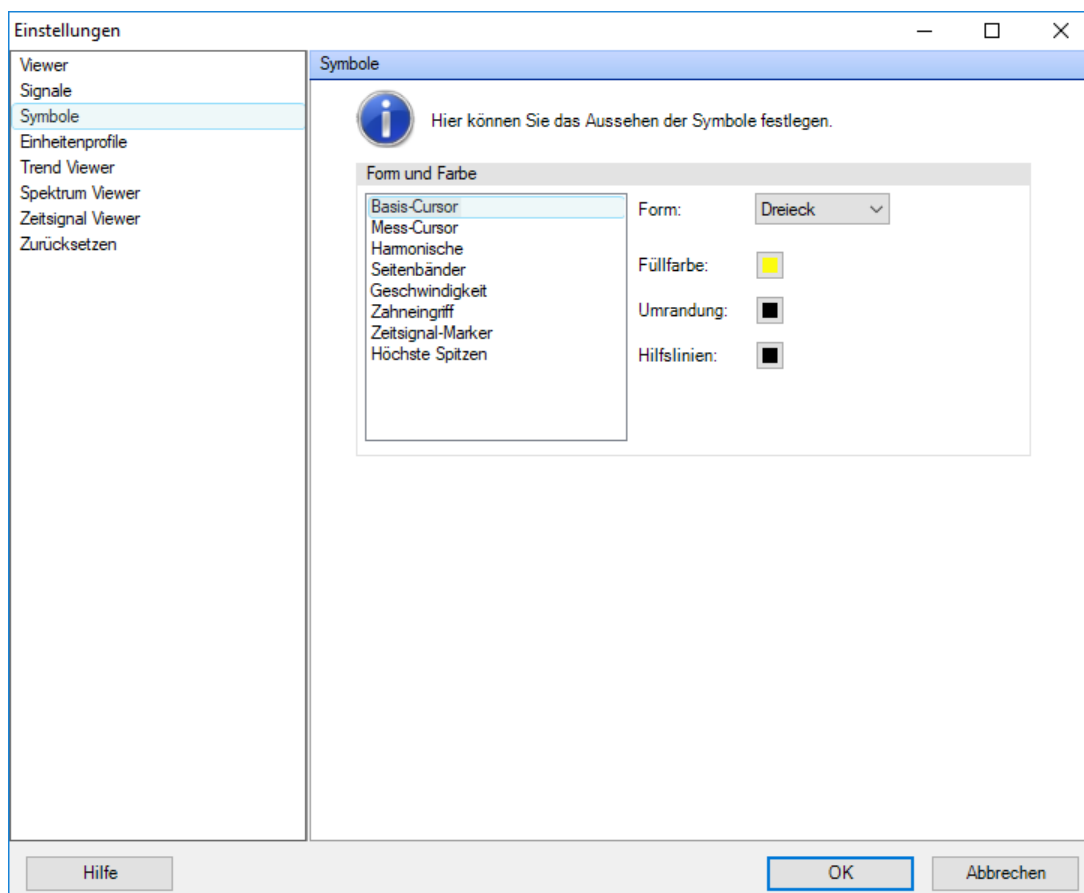 Einstellungen
Viewer
Signale
Symbole
Einheitenprofile
Trend Viewer
Spektrum Viewer
Zeitsignal Viewer
Zurücksetzen
Symbole
Hier können Sie das Aussehen der Symbole festlegen.
Form und Farbe
Basis-Cursor
Mess-Cursor
Harmonische
Seitenbänder
Geschwindigkeit
Zahneingriff
Zeitsignal-Marker
Höchste Spitzen
Form:
Dreieck
Füllfarbe:
Umrandung:
Hilfslinien:
Hilfe
OK
Abbrechen